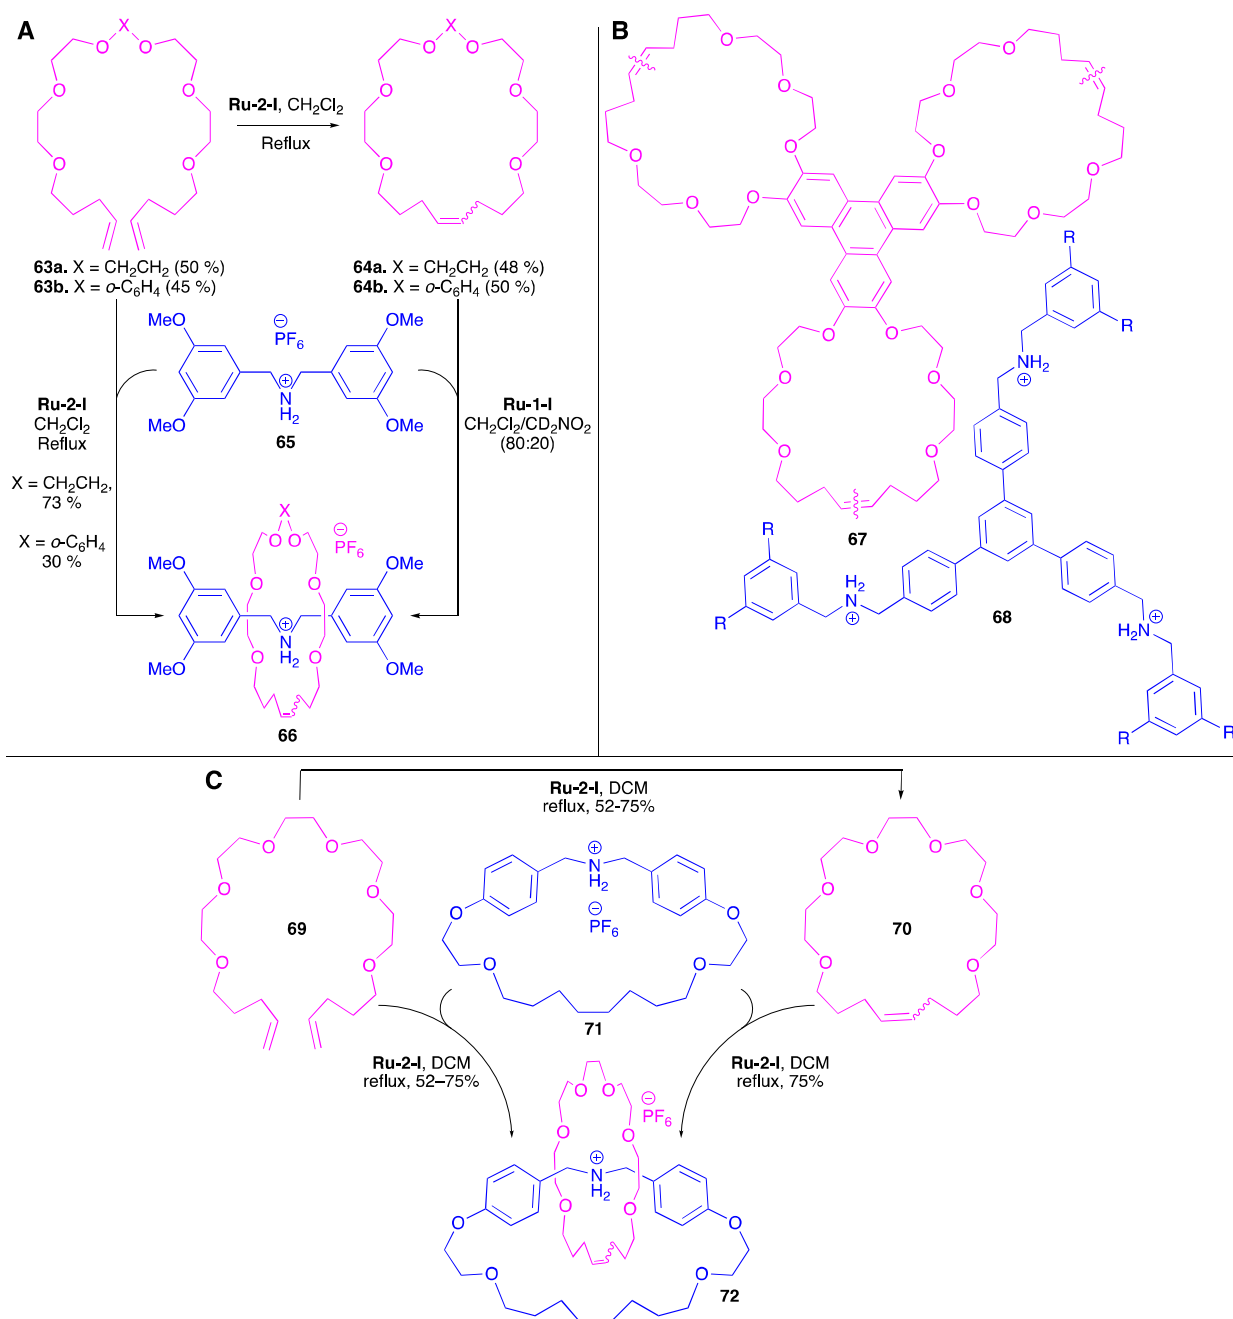 A
X
O O
O O
O O
Ru-2-I, CH2Cl2
Reflux
X
O O
O O
O O
63a. X = CH2CH2 (50 %)
63b. X = o-C6H4 (45 %)
64a. X = CH2CH2 (48 %)
64b. X = o-C6H4 (50 %)
MeO
OMe
⊖
PF6
⊕
N
H2
MeO
OMe
65
Ru-2-I
CH2Cl2
Reflux
Ru-1-I
CH2Cl2/CD2NO2
(80:20)
X = CH2CH2,
73 %
X = o-C6H4
30 %
X
O O
⊖
PF6
MeO
OMe
O O
⊕
N
H2
O O
MeO
OMe
66
B
O O
O O
O O
O O
O O
O O
O O
O O
O O
67
R
R
NH2
⊕
R
R
H2
N
⊕
68
⊕
N
H2
R
R
C
Ru-2-I, DCM
reflux, 52-75%
O O
O O
O O
69
⊕
N
H2
⊖
PF6
O O
O O
71
O O
O O
O O
70
Ru-2-I, DCM
reflux, 52–75%
Ru-2-I, DCM
reflux, 75%
O O
⊖
PF6
O O
⊕
N
H2
O O
O O
O O
72